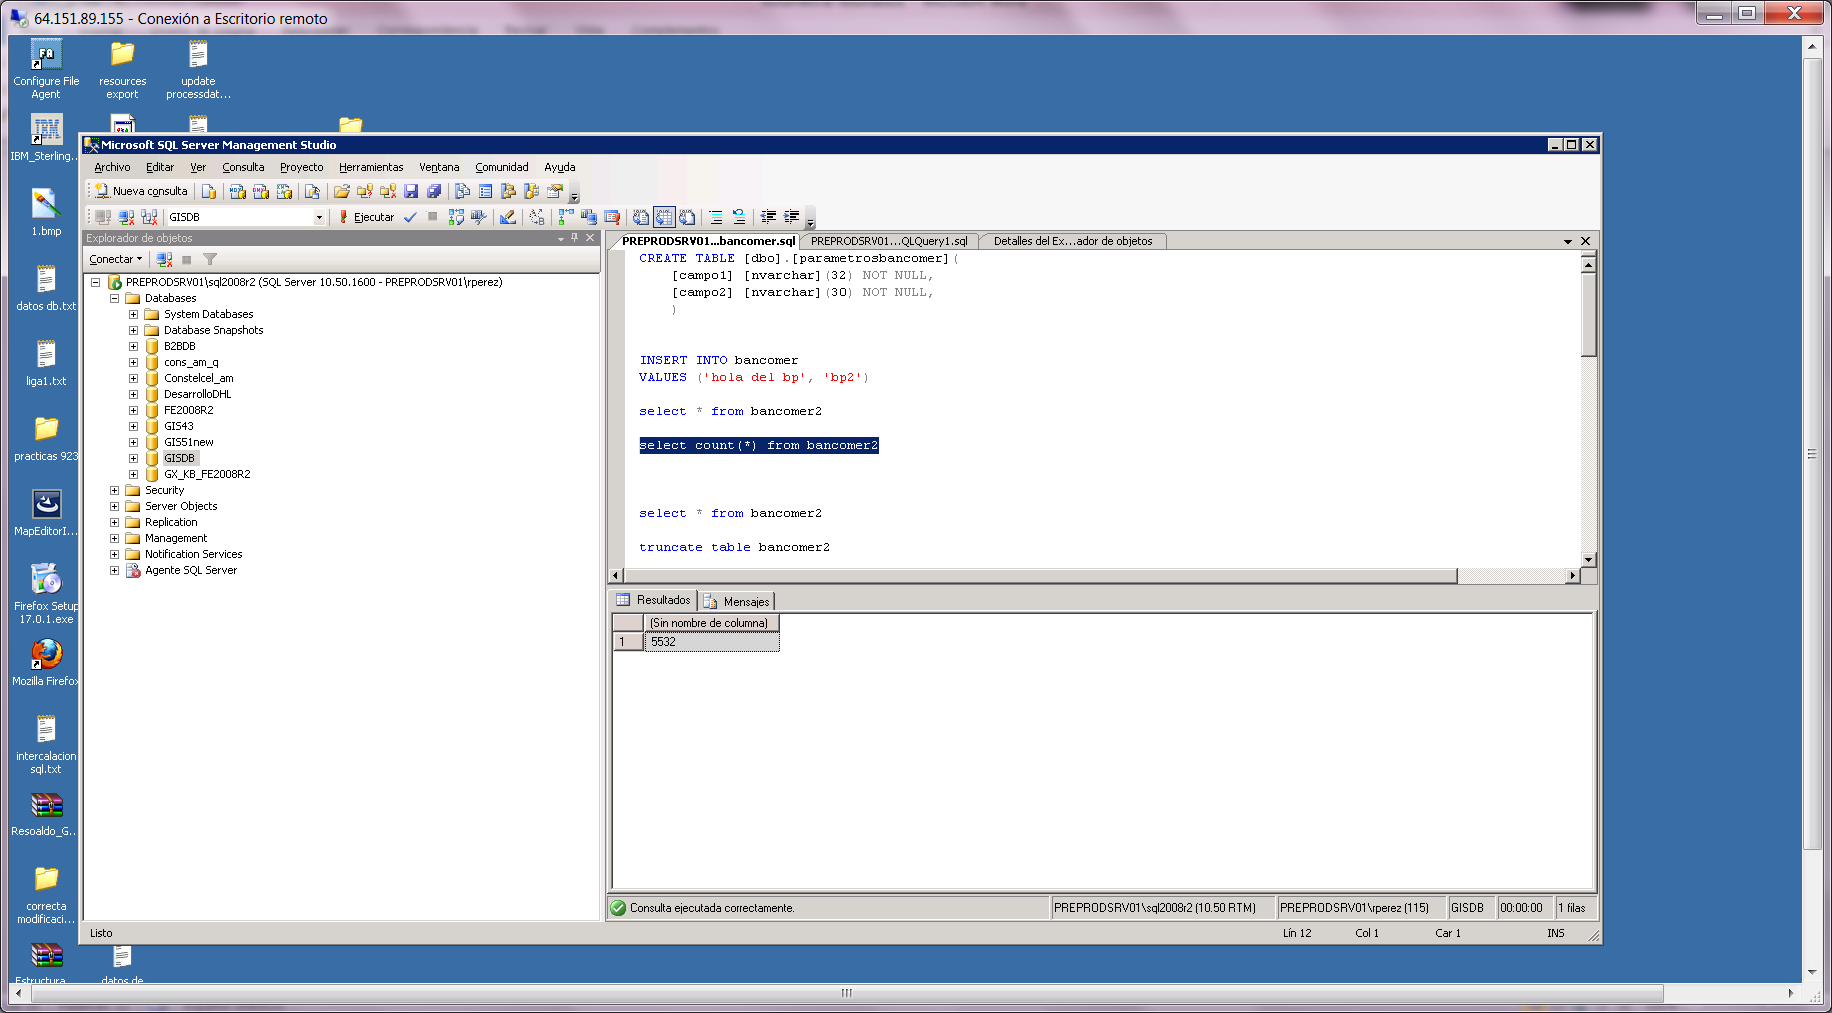 64.151.89.155 - Conexión a Escritorio remoto
Configure File Agent
resources export
update processdat...
IBM_Sterling...
1.bmp
datos db.txt
liga1.txt
practicas 923
MapEditorI...
Firefox Setup 17.0.1.exe
Mozilla Firefox
intercalacion sql.txt
Resoaldo_G...
correcta modificaci...
Estructura
datos de
Microsoft SQL Server Management Studio
Archivo Editar Ver Consulta Proyecto Herramientas Ventana Comunidad Ayuda
Nueva consulta
GISDB
Ejecutar
Explorador de objetos
Conectar
PREPRODSRV01\sql2008r2 (SQL Server 10.50.1600 - PREPRODSRV01\rperez)
Databases
System Databases
Database Snapshots
B2BDB
cons_am_q
Constelcel_am
DesarrolloDHL
FE2008R2
GIS43
GIS51new
GISDB
GX_KB_FE2008R2
Security
Server Objects
Replication
Management
Notification Services
Agente SQL Server
PREPRODSRV01...bancomer.sql
PREPRODSRV01...QLQuery1.sql
Detalles del Ex...ador de objetos
CREATE TABLE [dbo].[parametrosbancomer](
[campo1] [nvarchar](32) NOT NULL,
[campo2] [nvarchar](30) NOT NULL,
)
INSERT INTO bancomer
VALUES ('hola del bp', 'bp2')
select * from bancomer2
select count(*) from bancomer2
select * from bancomer2
truncate table bancomer2
Resultados
Mensajes
(Sin nombre de columna)
1 5532
Consulta ejecutada correctamente.
PREPRODSRV01\sql2008r2 (10.50 RTM)
PREPRODSRV01\rperez (115)
GISDB
00:00:00
1 filas
Listo
Lín 12
Col 1
Car 1
INS